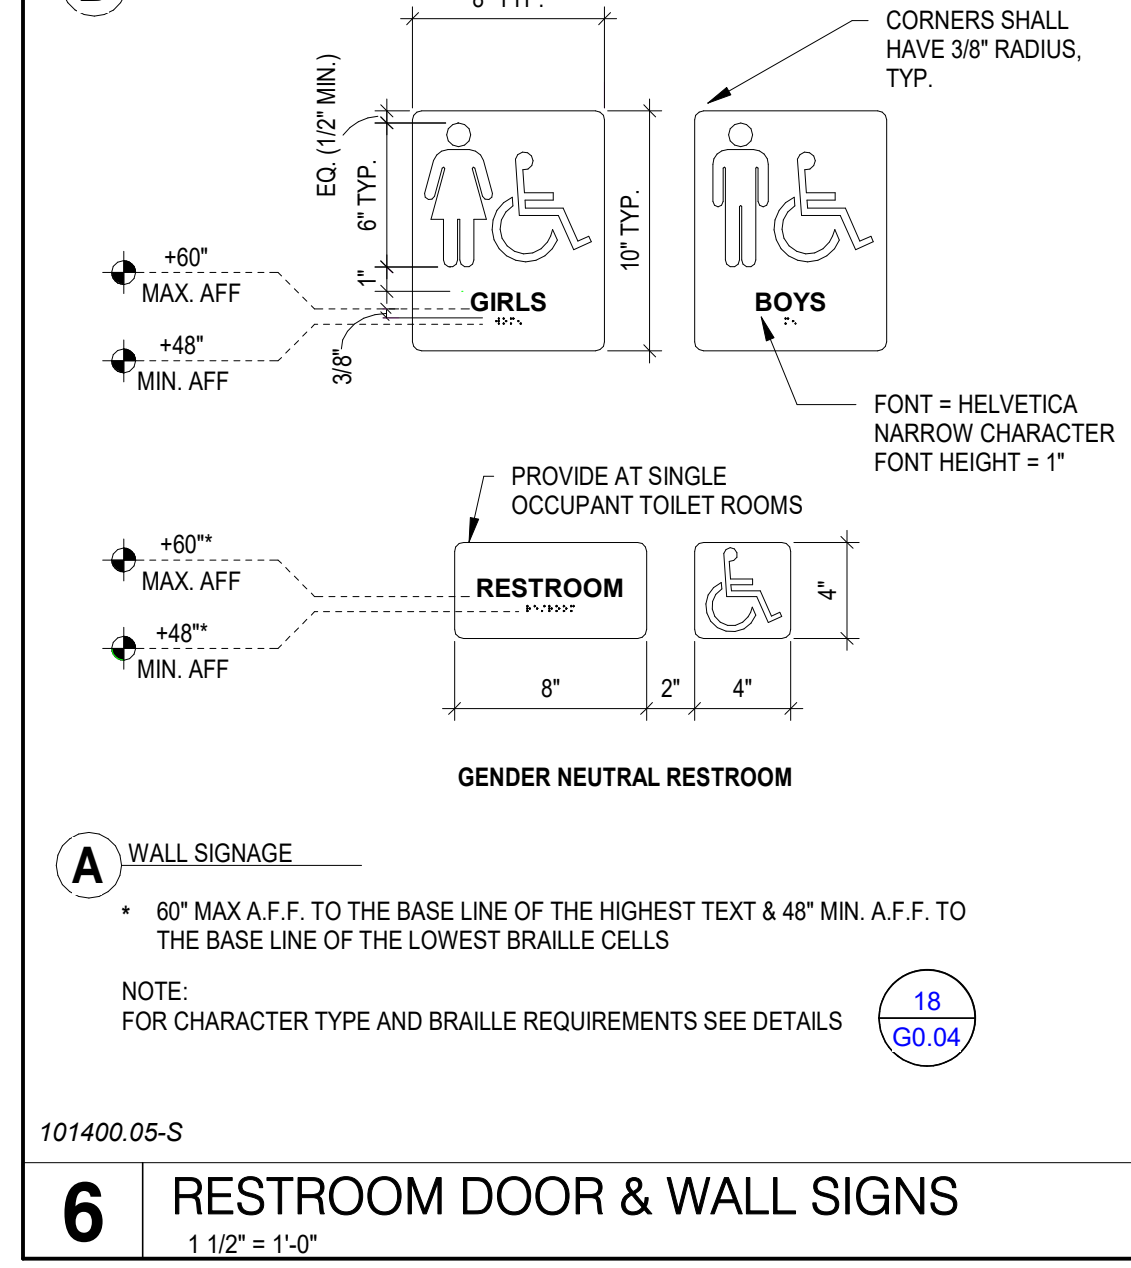 CORNERS SHALL
HAVE 3/8" RADIUS,
TYP.
EQ. (1/2" MIN.)
6" TYP.
1"
3/8"
10" TYP.
+60"
MAX. AFF
+48"
MIN. AFF
GIRLS
BOYS
FONT = HELVETICA
NARROW CHARACTER
FONT HEIGHT = 1"
PROVIDE AT SINGLE
OCCUPANT TOILET ROOMS
+60"*
MAX. AFF
+48"*
MIN. AFF
RESTROOM
4"
8"
2"
4"
GENDER NEUTRAL RESTROOM
A
WALL SIGNAGE
* 60" MAX A.F.F. TO THE BASE LINE OF THE HIGHEST TEXT & 48" MIN. A.F.F. TO
THE BASE LINE OF THE LOWEST BRAILLE CELLS
NOTE:
FOR CHARACTER TYPE AND BRAILLE REQUIREMENTS SEE DETAILS
18
G0.04
101400.05-S
6
RESTROOM DOOR & WALL SIGNS
1 1/2" = 1'-0"